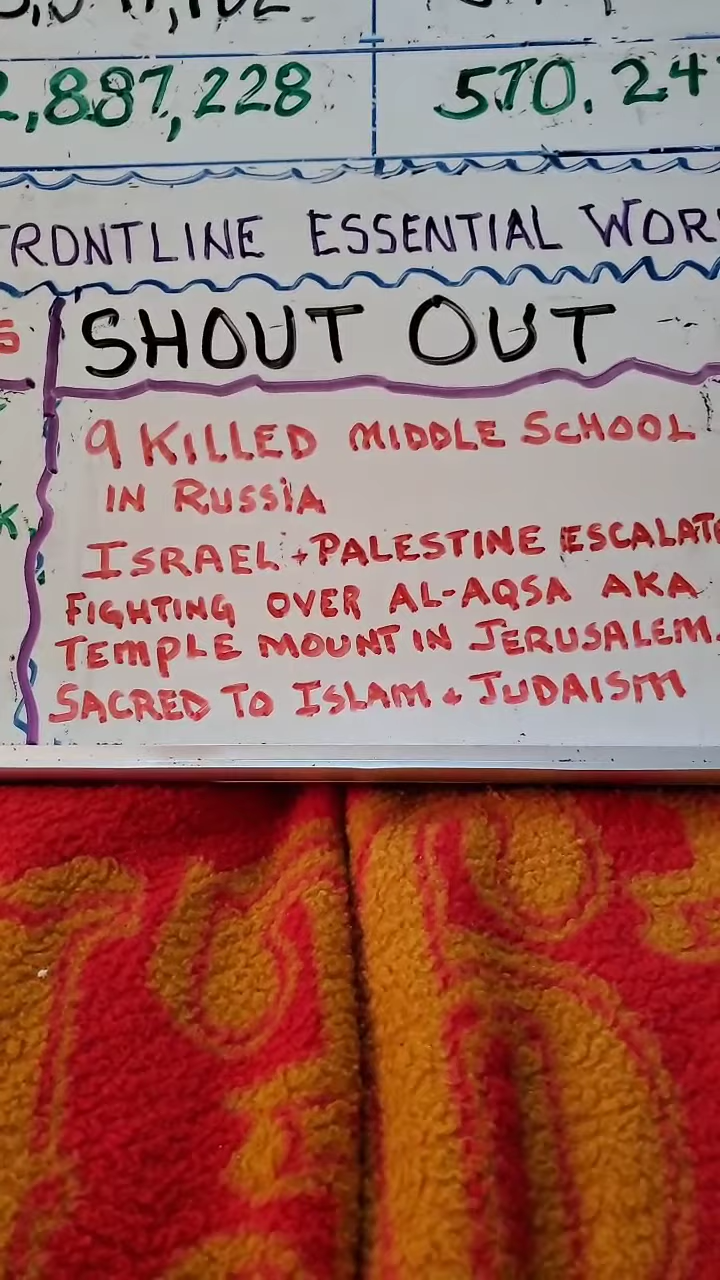 2,887,228 570.24
FRONTLINE ESSENTIAL WOR
SHOUT OUT
9 KILLED MIDDLE SCHOOL
IN RUSSIA
ISRAEL + PALESTINE ESCALATE
FIGHTING OVER AL-AQSA AKA
TEMPLE MOUNT IN JERUSALEM.
SACRED TO ISLAM & JUDAISM